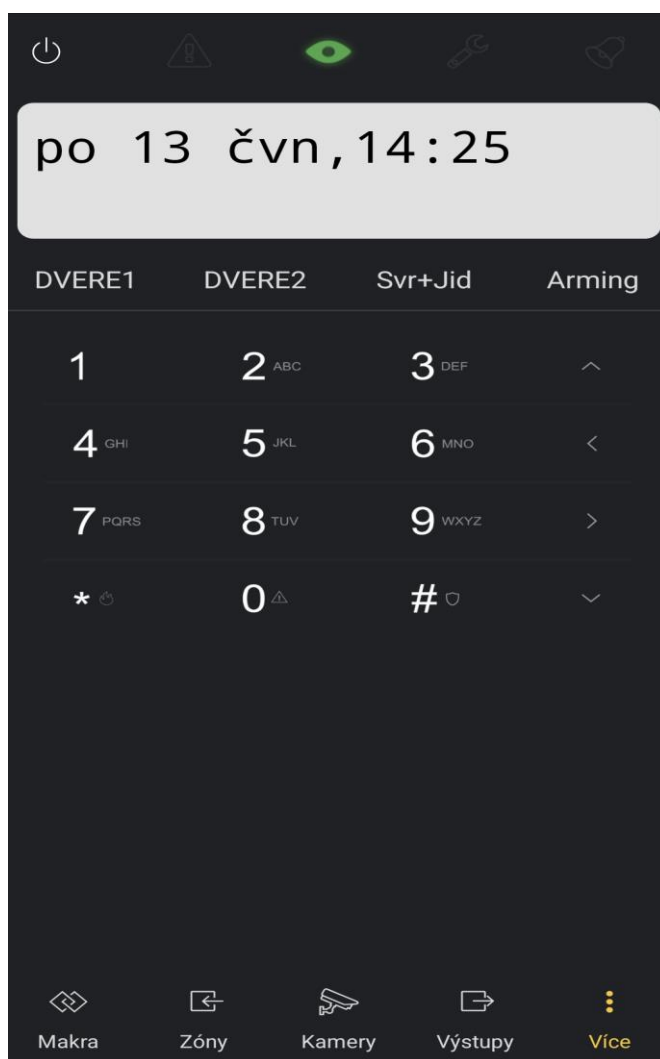 po 13 čvn,14:25
DVERE1 DVERE2 Svr+Jid Arming
1 2 ABC 3 DEF
4 GHI 5 JKL 6 MNO
7 PQRS 8 TUV 9 WXYZ
* 0 #
Makra Zóny Kamery Výstupy Více